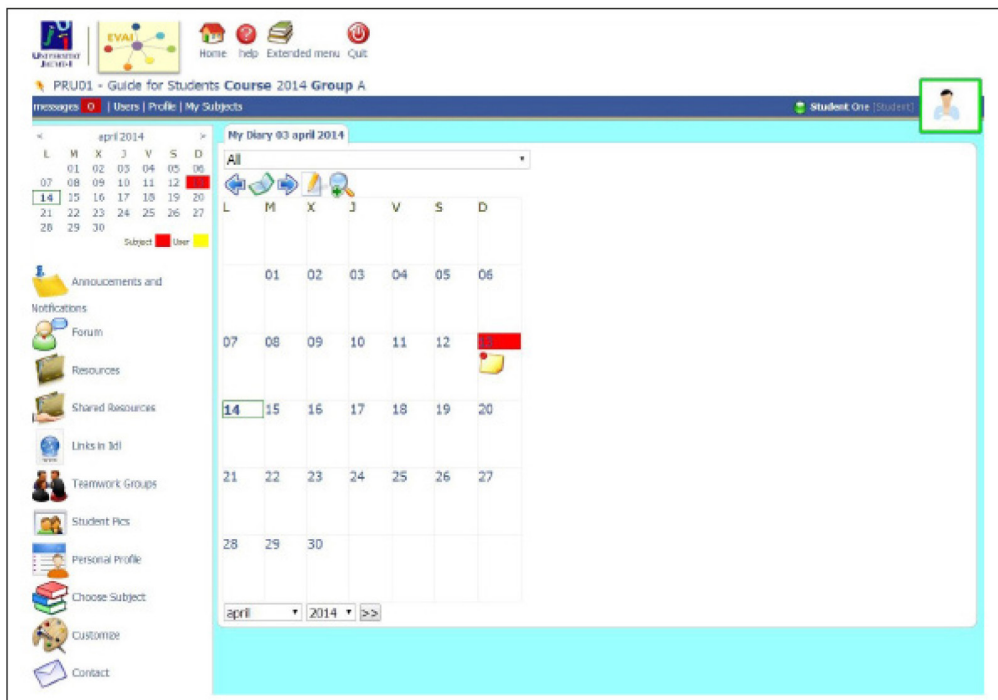 EVAI
UNIVERSITAT
JAUME·I
Home help Extended menu Quit
PRU01 - Guide for Students Course 2014 Group A
messages 0 | Users | Profile | My Subjects
Student One [Student]
< april 2014 >
L M X J V S D
01 02 03 04 05 06
07 08 09 10 11 12
14 15 16 17 18 19 20
21 22 23 24 25 26 27
28 29 30
Subject User
Annoucements and
Notifications
Forum
Resources
Shared Resources
Links in Idl
Teamwork Groups
Student Pics
Personal Profile
Choose Subject
Customize
Contact
My Diary 03 april 2014
All
L M X J V S D
01 02 03 04 05 06
07 08 09 10 11 12 13
14 15 16 17 18 19 20
21 22 23 24 25 26 27
28 29 30
april 2014 >>